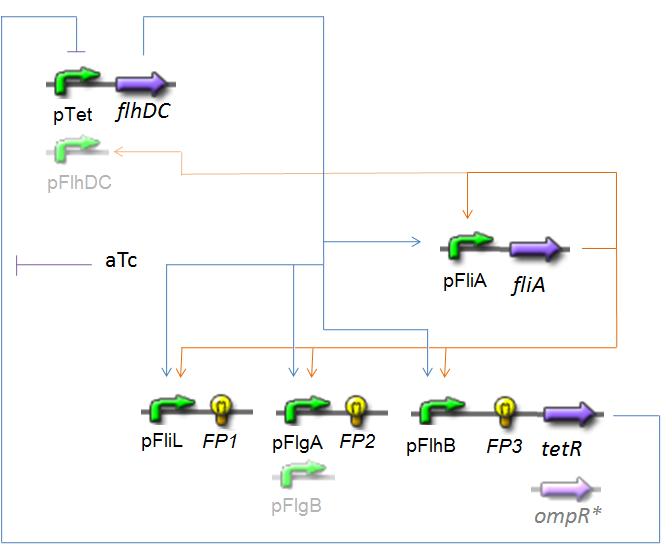 pTet flhDC
pFlhDC
aTc
pFliA fliA
pFliL FP1 pFlgA FP2 pFlhB FP3 tetR
pFlgB
ompR*